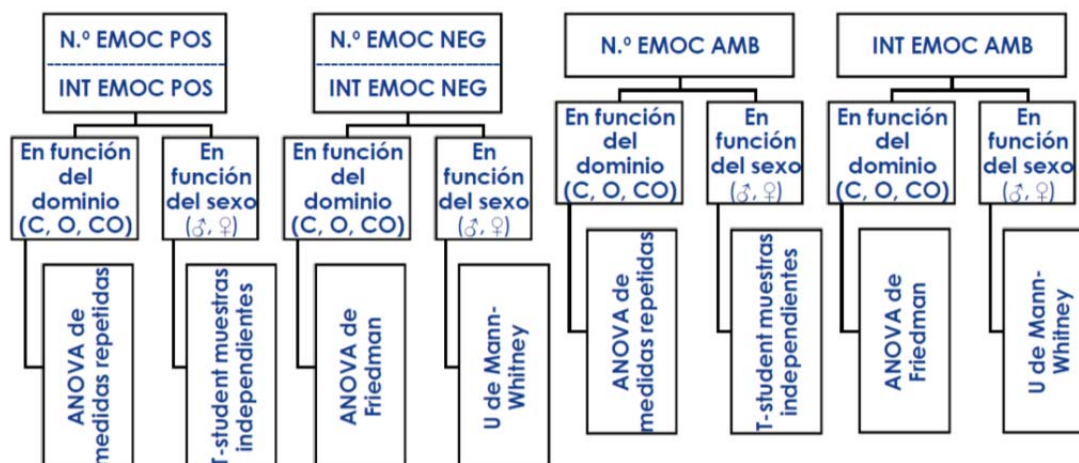 N.º EMOC POS
INT EMOC POS
En función
del
dominio
(C, O, CO)
En
función
del sexo
(♂, ♀)
ANOVA de
medidas repetidas
T-student muestras
independientes
N.º EMOC NEG
INT EMOC NEG
En función
del
dominio
(C, O, CO)
En
función
del sexo
(♂, ♀)
ANOVA de
Friedman
U de Mann-
Whitney
N.º EMOC AMB
En función
del
dominio
(C, O, CO)
En
función
del sexo
(♂, ♀)
ANOVA de
medidas repetidas
T-student muestras
independientes
INT EMOC AMB
En función
del
dominio
(C, O, CO)
En
función
del sexo
(♂, ♀)
ANOVA de
Friedman
U de Mann-
Whitney